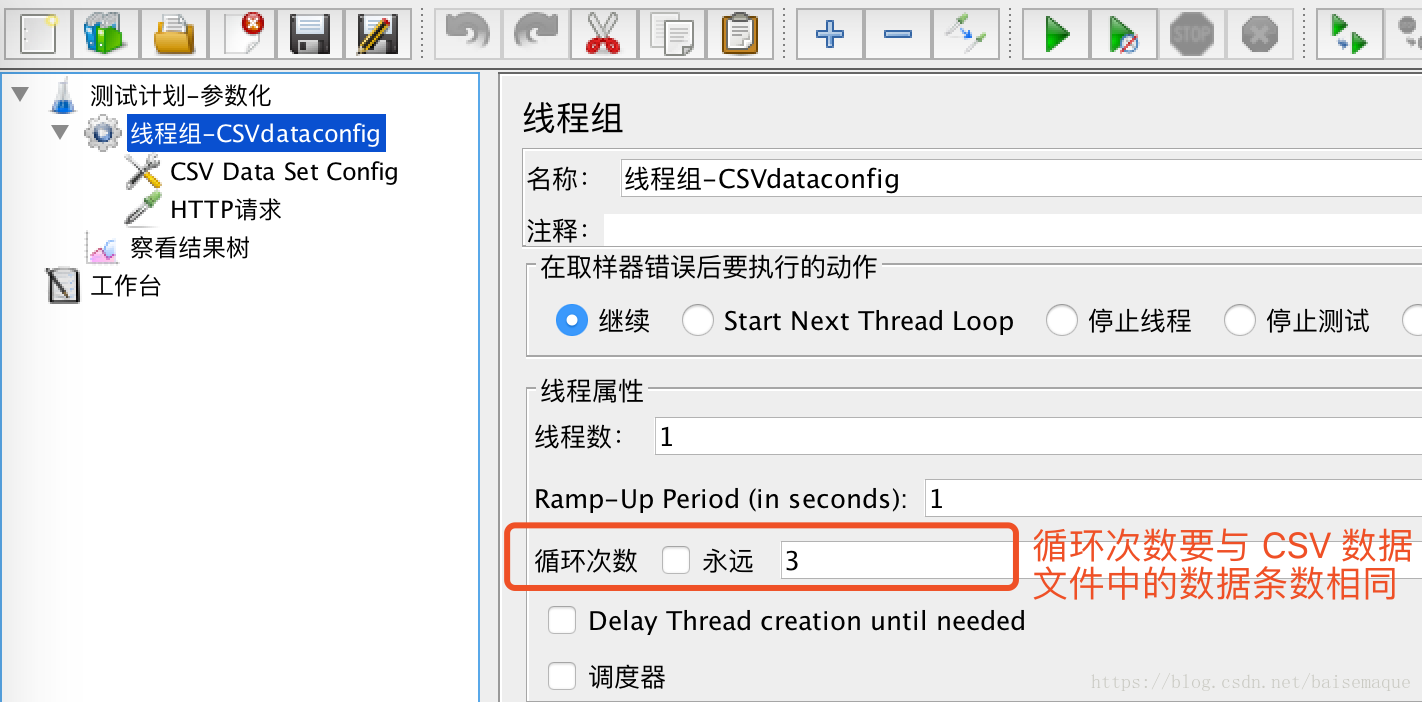 STOP
测试计划-参数化
线程组-CSVdataconfig
CSV Data Set Config
HTTP请求
察看结果树
工作台
线程组
名称： 线程组-CSVdataconfig
注释：
在取样器错误后要执行的动作
继续 Start Next Thread Loop 停止线程 停止测试
线程属性
线程数： 1
Ramp-Up Period (in seconds): 1
循环次数 永远 3
循环次数要与 CSV 数据
文件中的数据条数相同
Delay Thread creation until needed
调度器
https://blog.csdn.net/baisemaque